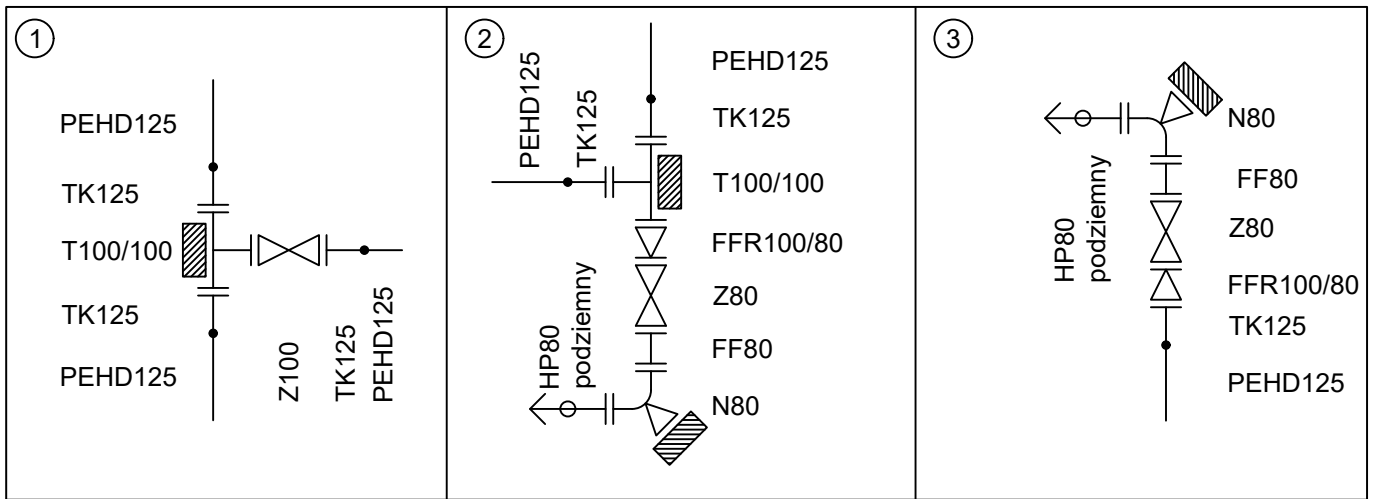 1
PEHD125
TK125
T100/100
TK125
PEHD125
Z100
TK125
PEHD125
2
PEHD125
TK125
PEHD125
TK125
T100/100
FFR100/80
Z80
FF80
N80
HP80
podziemny
3
N80
FF80
Z80
FFR100/80
TK125
PEHD125
HP80
podziemny